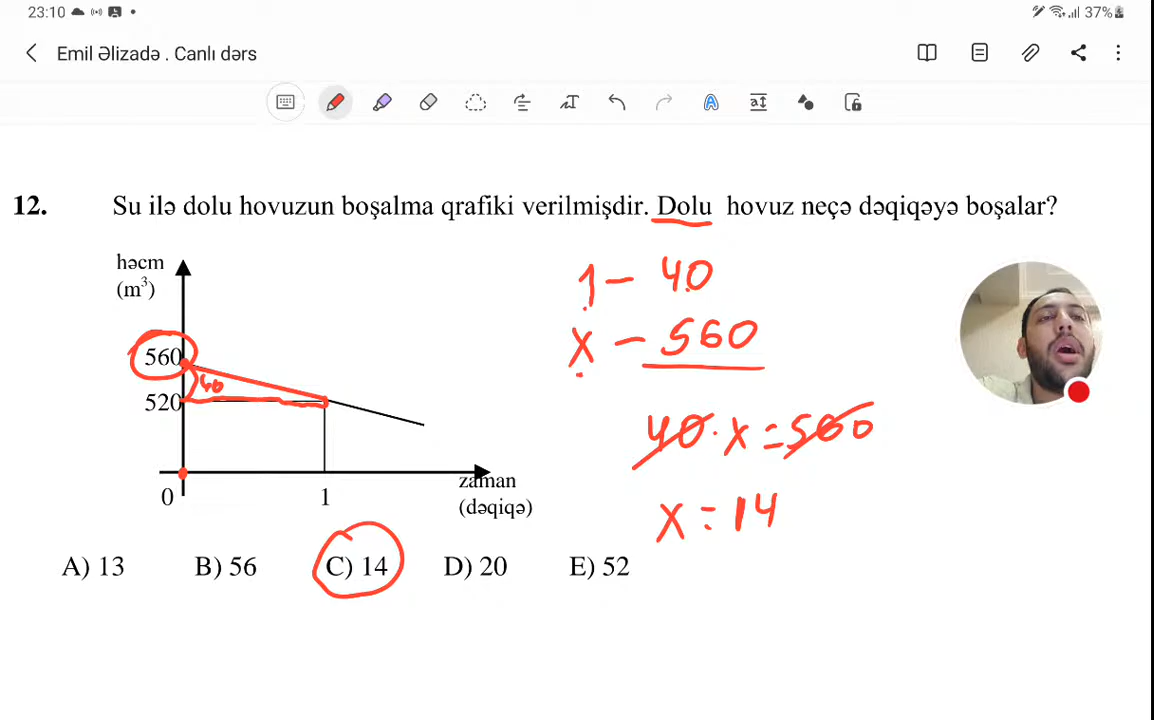 23:10 37%
Emil Əlizadə . Canlı dərs
12. Su ilə dolu hovuzun boşalma qrafiki verilmişdir. Dolu hovuz neçə dəqiqəyə boşalar?
həcm
(m³)
560
40
520
0
1
zaman
(dəqiqə)
1 – 40
x – 560
40 · x = 560
x = 14
A) 13 B) 56 C) 14 D) 20 E) 52